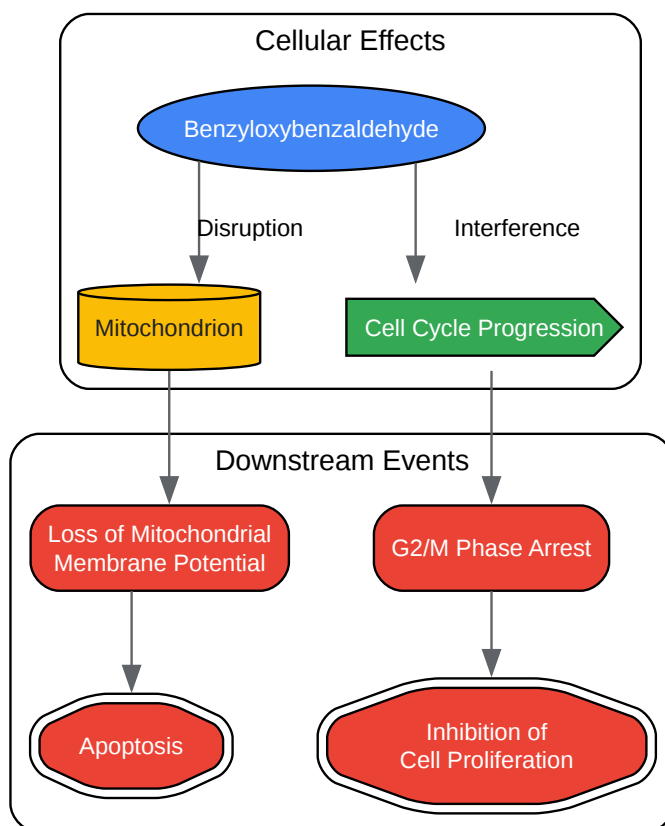 Cellular Effects
Benzyloxybenzaldehyde
Disruption
Interference
Mitochondrion
Cell Cycle Progression
Downstream Events
Loss of Mitochondrial
Membrane Potential
G2/M Phase Arrest
Apoptosis
Inhibition of
Cell Proliferation